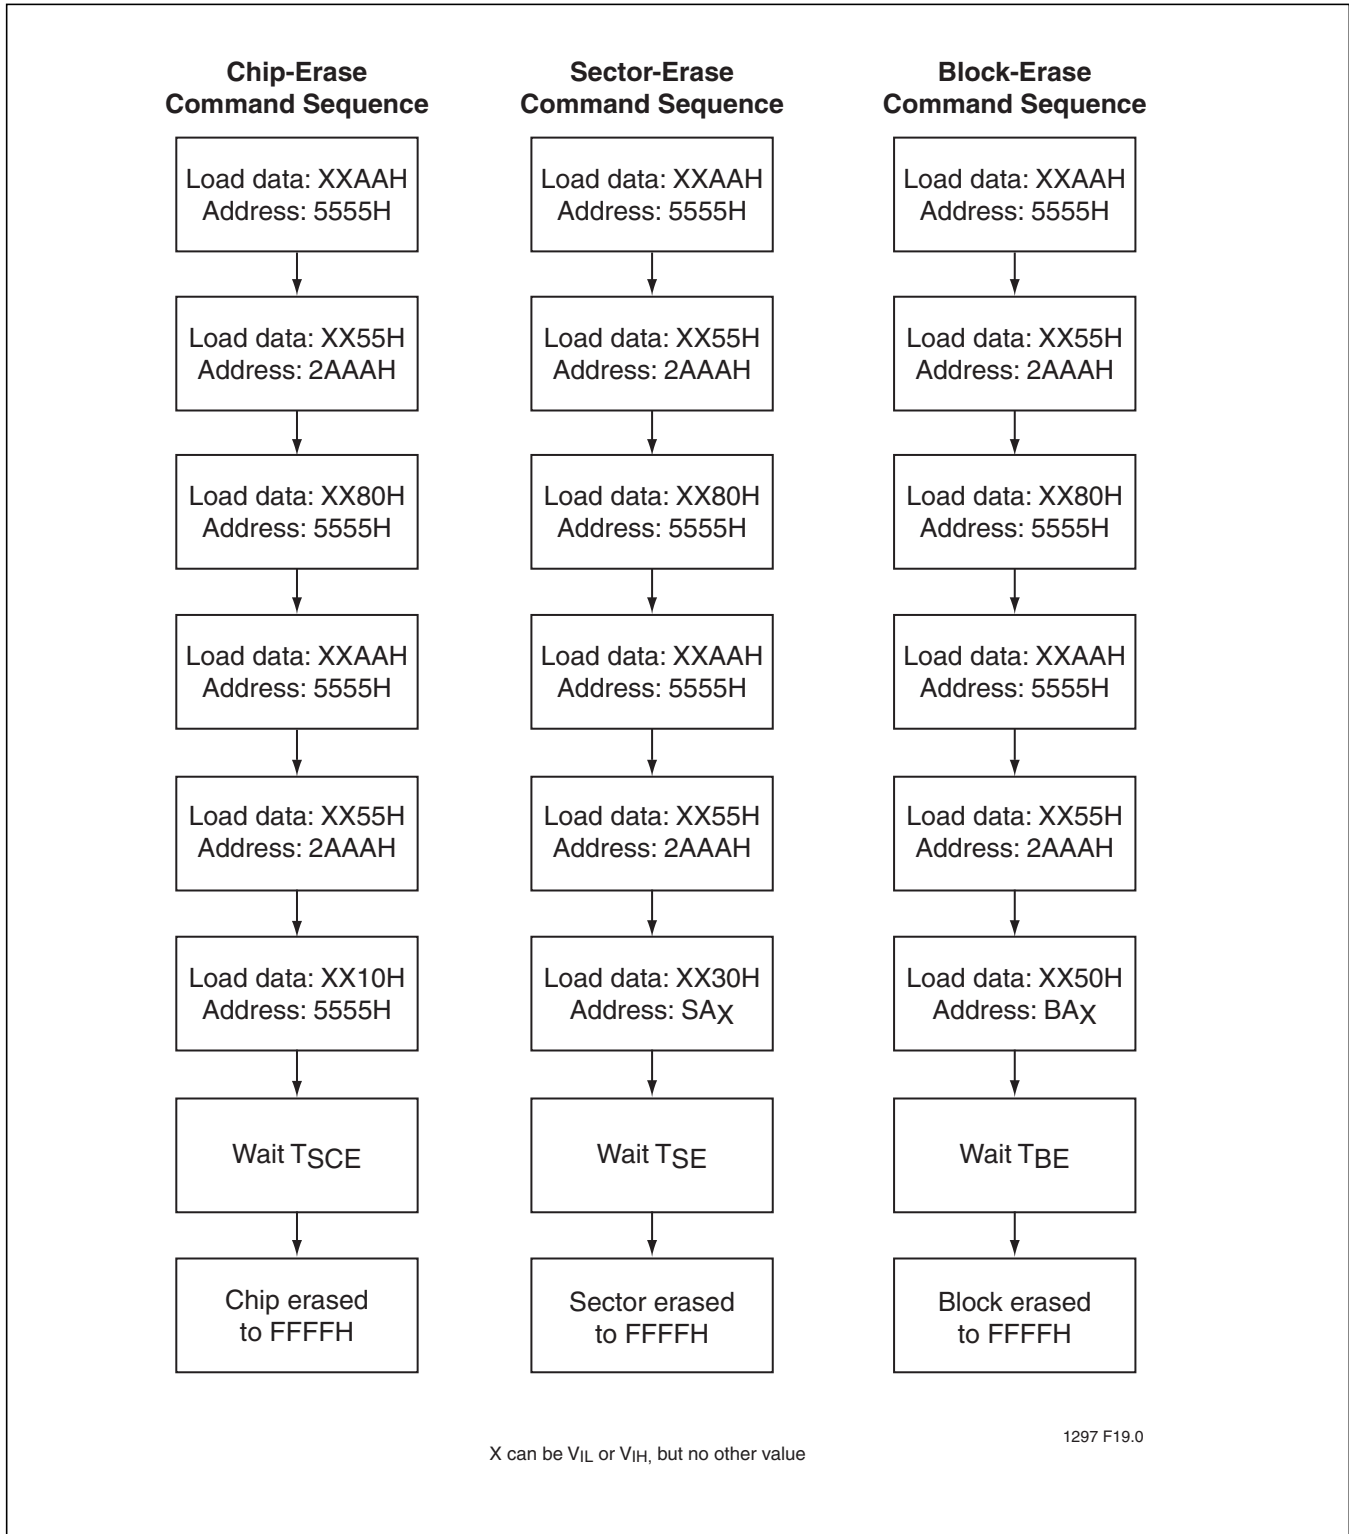 Chip-Erase
Command Sequence
Load data: XXAAH
Address: 5555H
Load data: XX55H
Address: 2AAAH
Load data: XX80H
Address: 5555H
Load data: XXAAH
Address: 5555H
Load data: XX55H
Address: 2AAAH
Load data: XX10H
Address: 5555H
Wait TSCE
Chip erased
to FFFFH
Sector-Erase
Command Sequence
Load data: XXAAH
Address: 5555H
Load data: XX55H
Address: 2AAAH
Load data: XX80H
Address: 5555H
Load data: XXAAH
Address: 5555H
Load data: XX55H
Address: 2AAAH
Load data: XX30H
Address: SAX
Wait TSE
Sector erased
to FFFFH
Block-Erase
Command Sequence
Load data: XXAAH
Address: 5555H
Load data: XX55H
Address: 2AAAH
Load data: XX80H
Address: 5555H
Load data: XXAAH
Address: 5555H
Load data: XX55H
Address: 2AAAH
Load data: XX50H
Address: BAX
Wait TBE
Block erased
to FFFFH
1297 F19.0
X can be VIL or VIH, but no other value